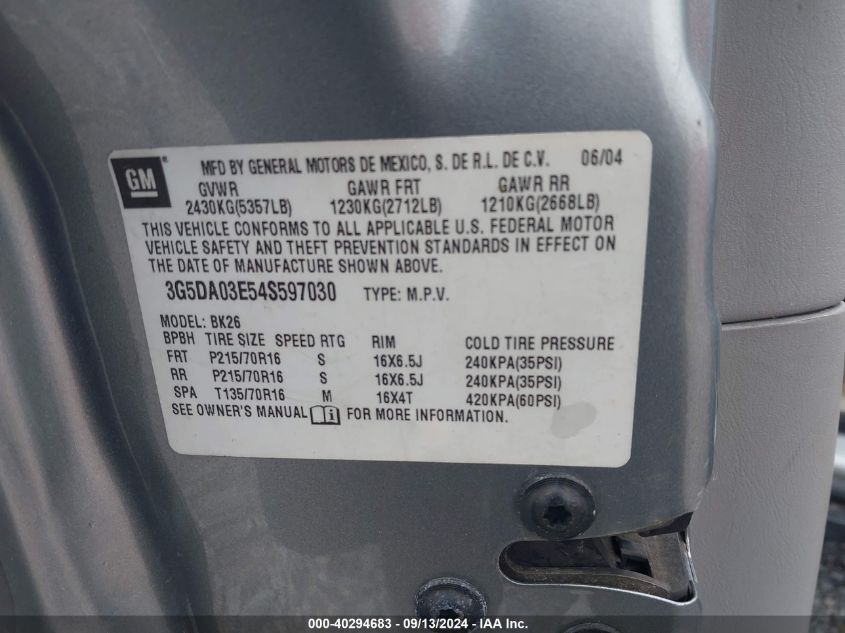 GM ® MFD BY GENERAL MOTORS DE MEXICO, S. DE R.L. DE C.V. 06/04
GVWR GAWR FRT GAWR RR
2430KG(5357LB) 1230KG(2712LB) 1210KG(2668LB)
THIS VEHICLE CONFORMS TO ALL APPLICABLE U.S. FEDERAL MOTOR
VEHICLE SAFETY AND THEFT PREVENTION STANDARDS IN EFFECT ON
THE DATE OF MANUFACTURE SHOWN ABOVE.
3G5DA03E54S597030 TYPE: M.P.V.
MODEL: BK26
BPBH TIRE SIZE SPEED RTG RIM COLD TIRE PRESSURE
FRT P215/70R16 S 16X6.5J 240KPA(35PSI)
RR P215/70R16 S 16X6.5J 240KPA(35PSI)
SPA T135/70R16 M 16X4T 420KPA(60PSI)
SEE OWNER'S MANUAL i FOR MORE INFORMATION.
000-40294683 - 09/13/2024 - IAAI.com